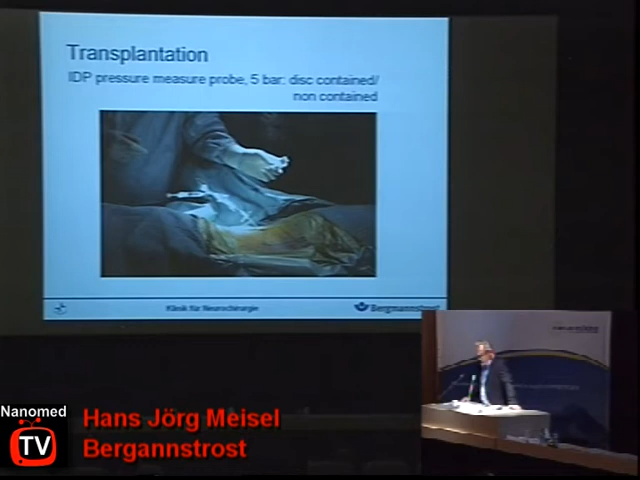 Transplantation
IDP pressure measure probe, 5 bar: disc contained/
non contained
Klinik für Neurochirurgie
Bergmannstrost
Nanomed
TV
Hans Jörg Meisel
Bergannstrost